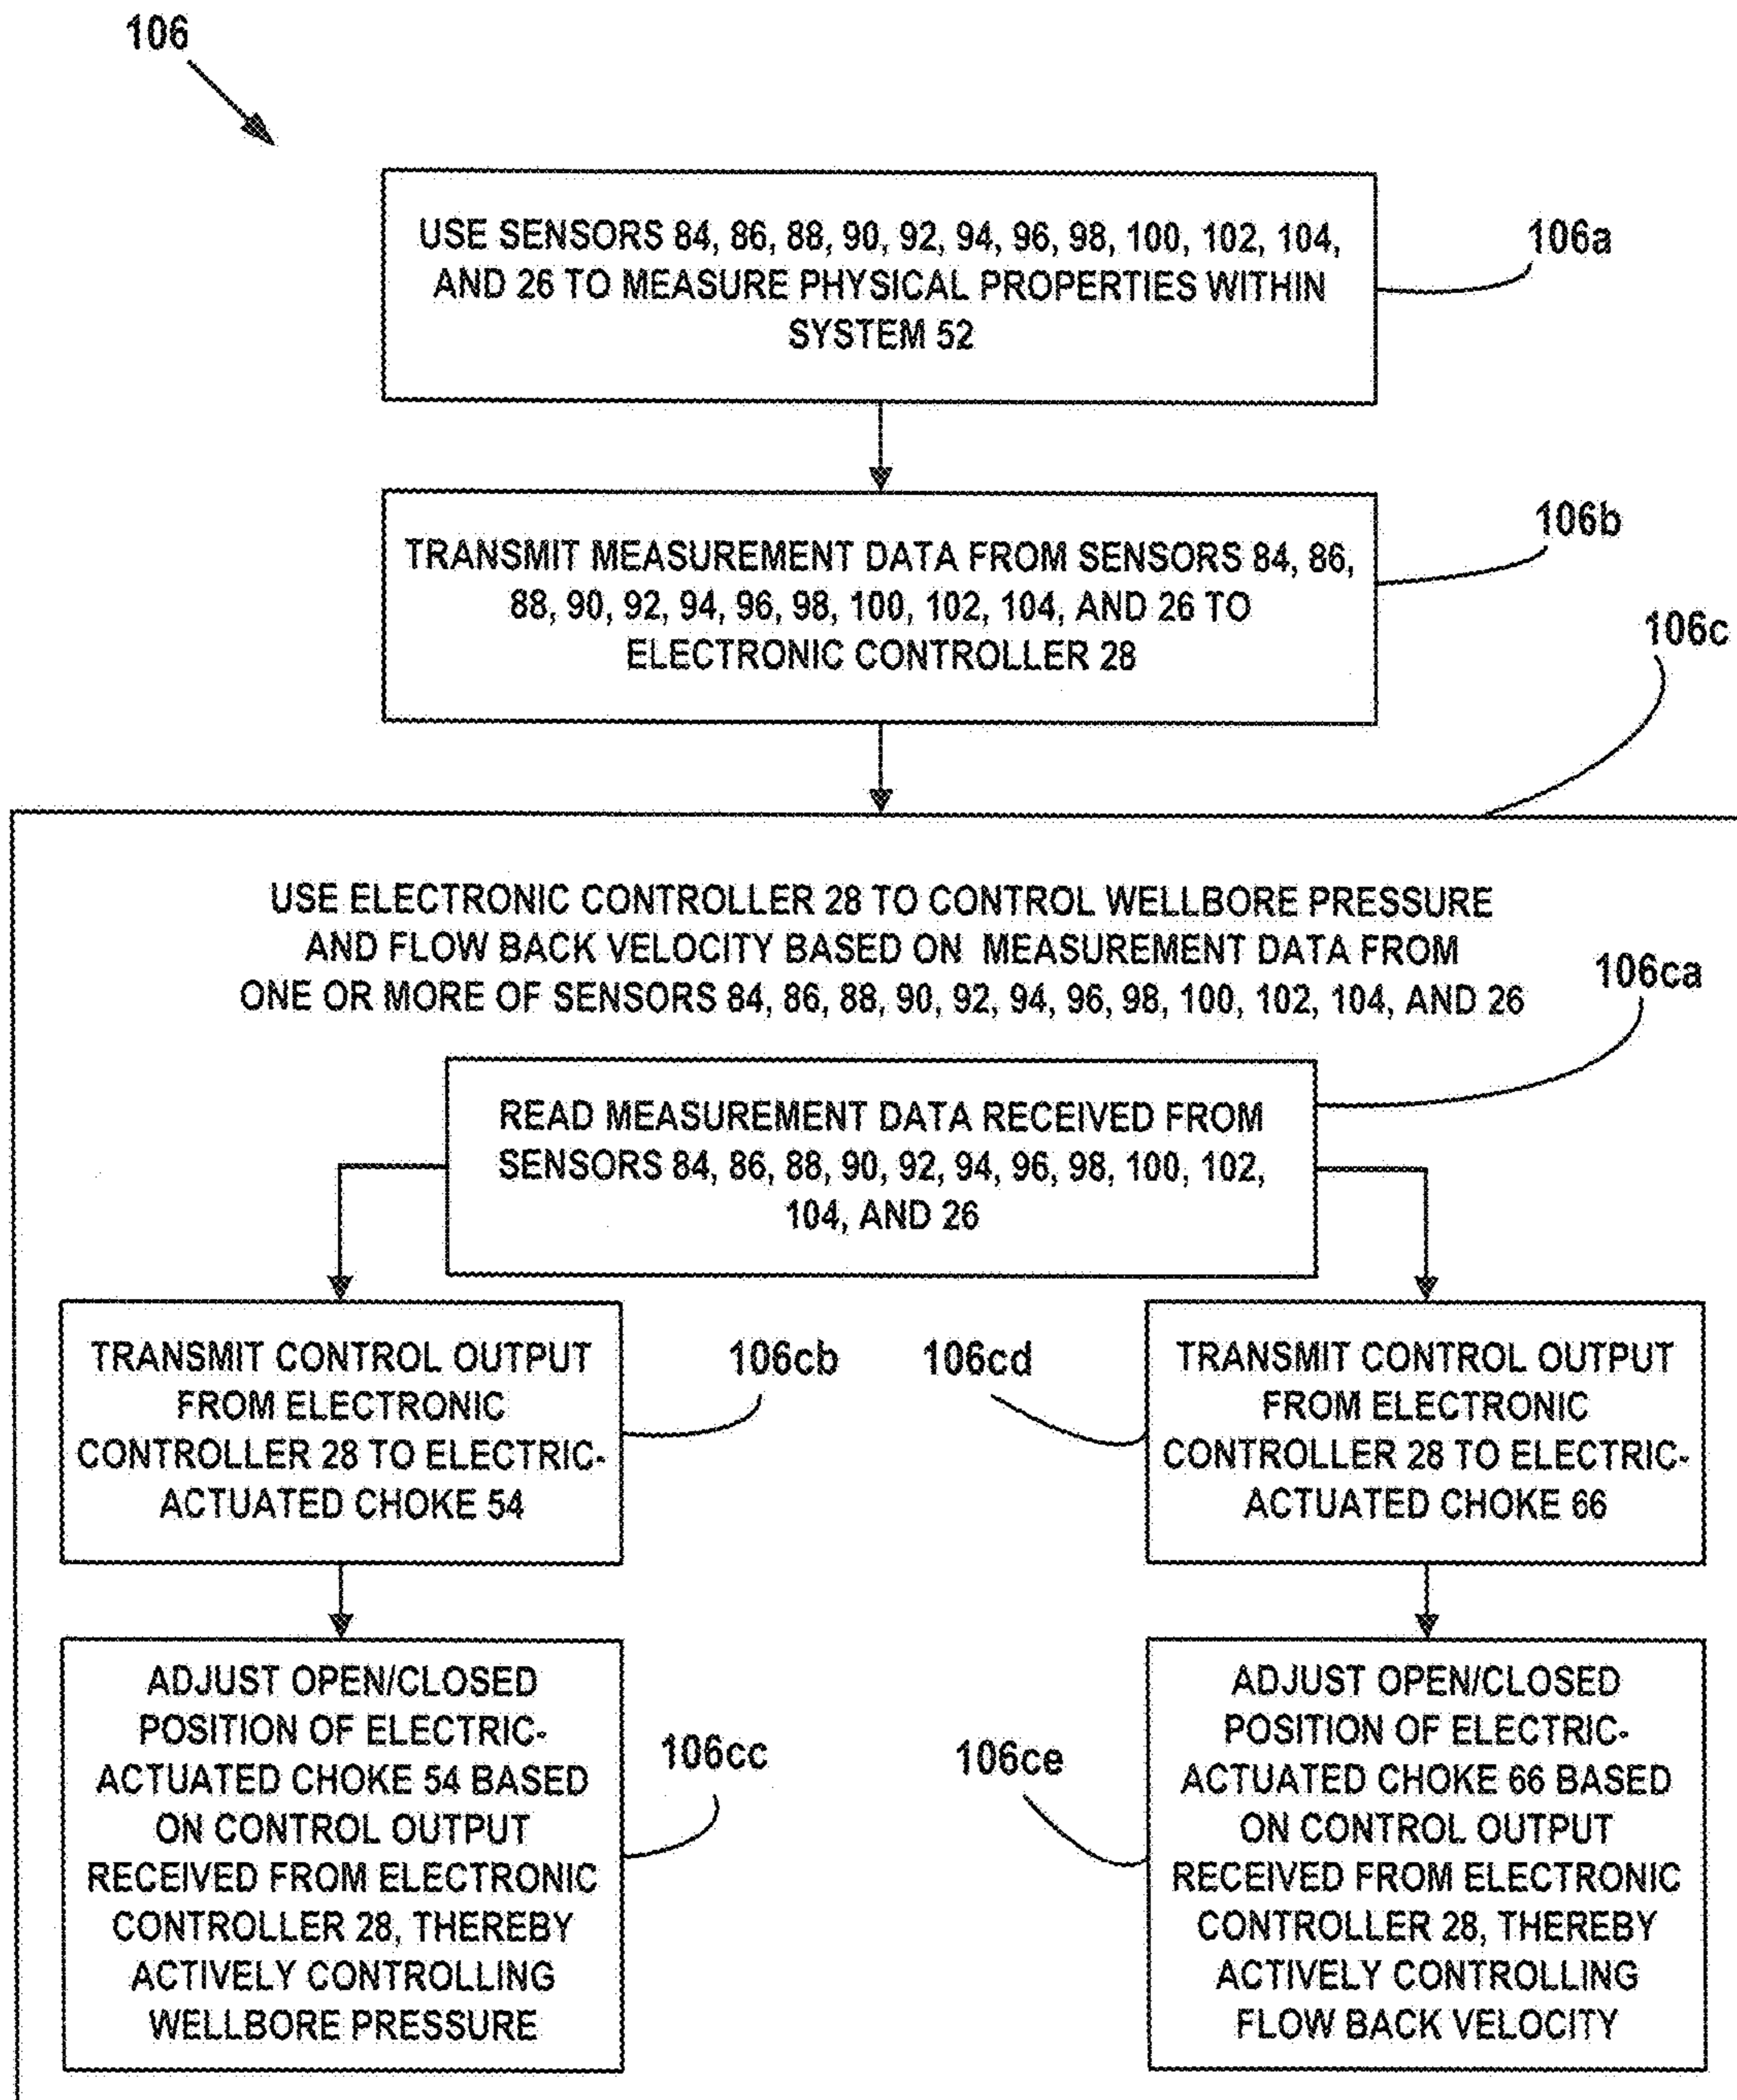 106
USE SENSORS 84, 86, 88, 90, 92, 94, 96, 98, 100, 102, 104,
AND 26 TO MEASURE PHYSICAL PROPERTIES WITHIN
SYSTEM 52
106a
TRANSMIT MEASUREMENT DATA FROM SENSORS 84, 86,
88, 90, 92, 94, 96, 98, 100, 102, 104, AND 26 TO
ELECTRONIC CONTROLLER 28
106b
106c
USE ELECTRONIC CONTROLLER 28 TO CONTROL WELLBORE PRESSURE
AND FLOW BACK VELOCITY BASED ON MEASUREMENT DATA FROM
ONE OR MORE OF SENSORS 84, 86, 88, 90, 92, 94, 96, 98, 100, 102, 104, AND 26
106ca
READ MEASUREMENT DATA RECEIVED FROM
SENSORS 84, 86, 88, 90, 92, 94, 96, 98, 100, 102,
104, AND 26
TRANSMIT CONTROL OUTPUT
FROM ELECTRONIC
CONTROLLER 28 TO ELECTRIC-
ACTUATED CHOKE 54
106cb
106cd
TRANSMIT CONTROL OUTPUT
FROM ELECTRONIC
CONTROLLER 28 TO ELECTRIC-
ACTUATED CHOKE 66
ADJUST OPEN/CLOSED
POSITION OF ELECTRIC-
ACTUATED CHOKE 54 BASED
ON CONTROL OUTPUT
RECEIVED FROM ELECTRONIC
CONTROLLER 28, THEREBY
ACTIVELY CONTROLLING
WELLBORE PRESSURE
106cc
106ce
ADJUST OPEN/CLOSED
POSITION OF ELECTRIC-
ACTUATED CHOKE 66 BASED
ON CONTROL OUTPUT
RECEIVED FROM ELECTRONIC
CONTROLLER 28, THEREBY
ACTIVELY CONTROLLING
FLOW BACK VELOCITY